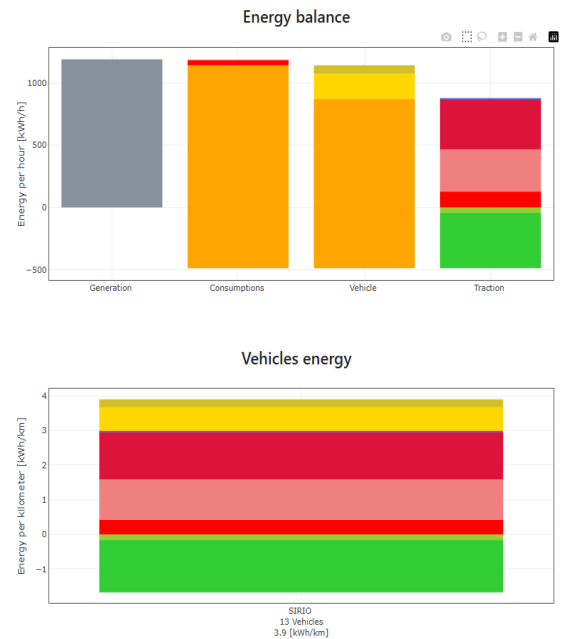 Energy balance
Energy per hour [kWh/h]
1000
500
0
−500
Generation
Consumptions
Vehicle
Traction
Vehicles energy
Energy per kilometer [kWh/km]
4
3
2
1
0
−1
SIRIO
13 Vehicles
3.9 [kWh/km]